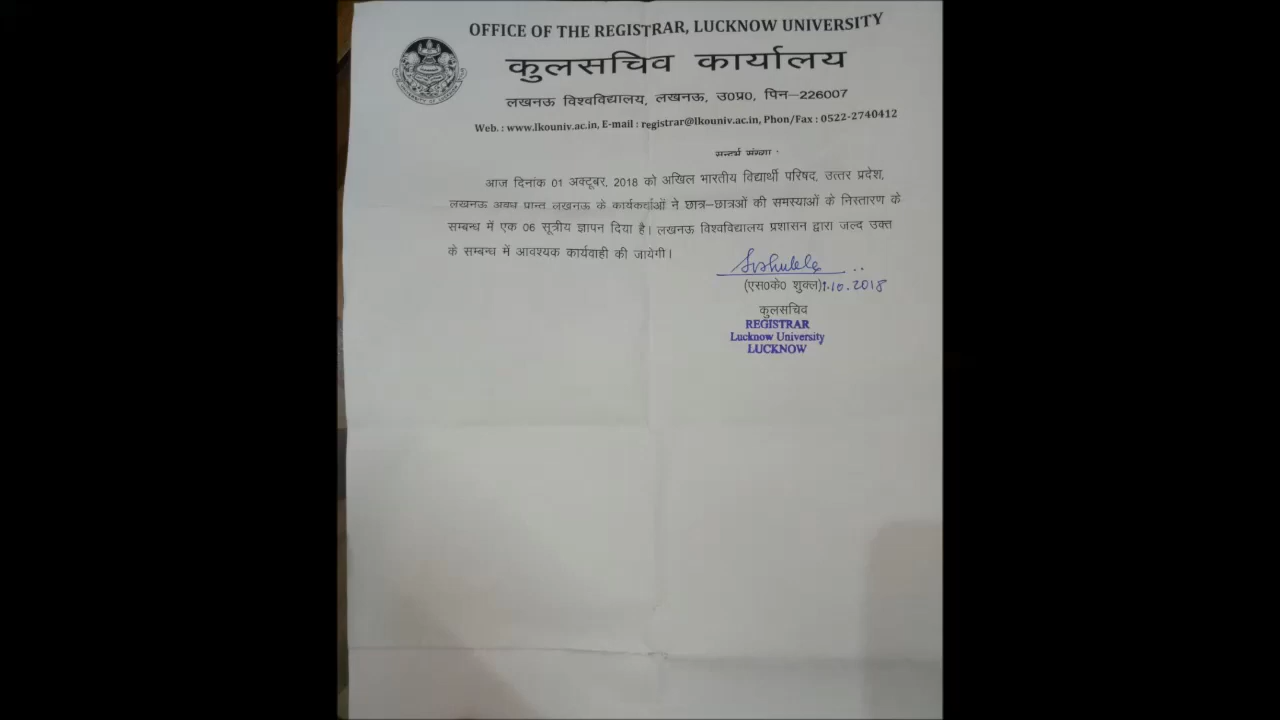 OFFICE OF THE REGISTRAR, LUCKNOW UNIVERSITY
कुलसचिव कार्यालय
लखनऊ विश्वविद्यालय, लखनऊ, उ0प्र0, पिन–226007
Web. : www.lkouniv.ac.in, E-mail : registrar@lkouniv.ac.in, Phon/Fax : 0522-2740412
सन्दर्भ संख्या :
आज दिनांक 01 अक्टूबर, 2018 को अखिल भारतीय विद्यार्थी परिषद, उत्तर प्रदेश,
लखनऊ अवध प्रान्त लखनऊ के कार्यकर्ताओं ने छात्र–छात्रओं की समस्याओं के निस्तारण के
सम्बन्ध में एक 06 सूत्रीय ज्ञापन दिया है। लखनऊ विश्वविद्यालय प्रशासन द्वारा जल्द उक्त
के सम्बन्ध में आवश्यक कार्यवाही की जायेगी।
(एस0के0 शुक्ल) 1.10.2018
कुलसचिव
REGISTRAR
Lucknow University
LUCKNOW